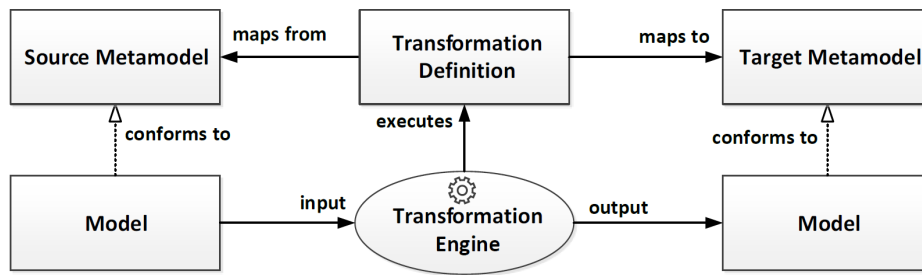 Source Metamodel
maps from
Transformation
Definition
maps to
Target Metamodel
conforms to
executes
conforms to
Model
input
Transformation
Engine
output
Model